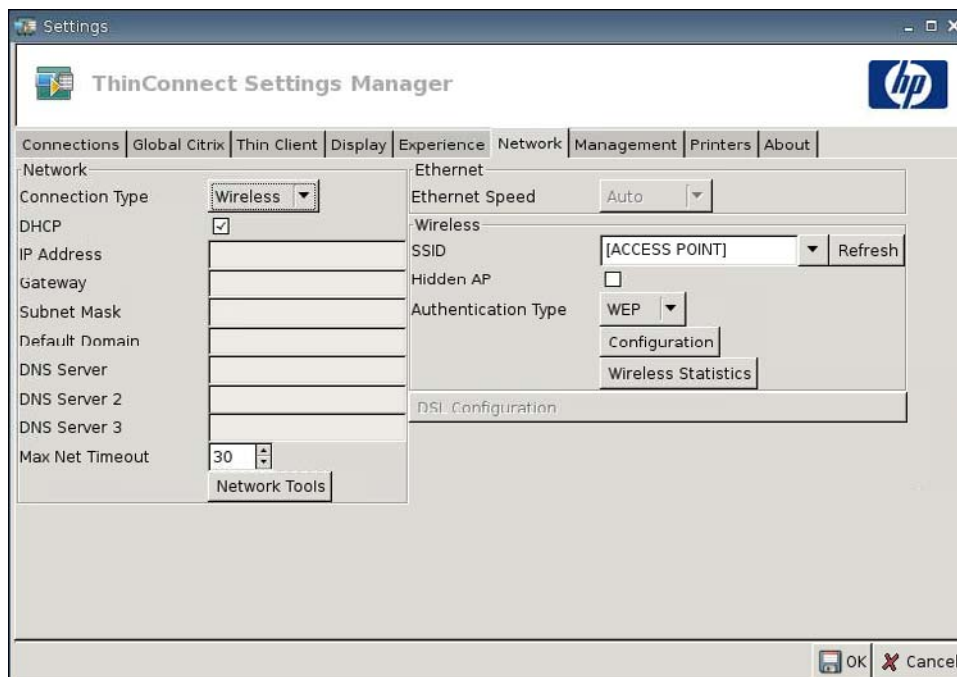 Settings
ThinConnect Settings Manager
hp
Connections Global Citrix Thin Client Display Experience Network Management Printers About
Network
Connection Type Wireless
DHCP
IP Address
Gateway
Subnet Mask
Default Domain
DNS Server
DNS Server 2
DNS Server 3
Max Net Timeout 30
Network Tools
Ethernet
Ethernet Speed Auto
Wireless
SSID [ACCESS POINT] Refresh
Hidden AP
Authentication Type WEP
Configuration
Wireless Statistics
DSL Configuration
OK Cancel